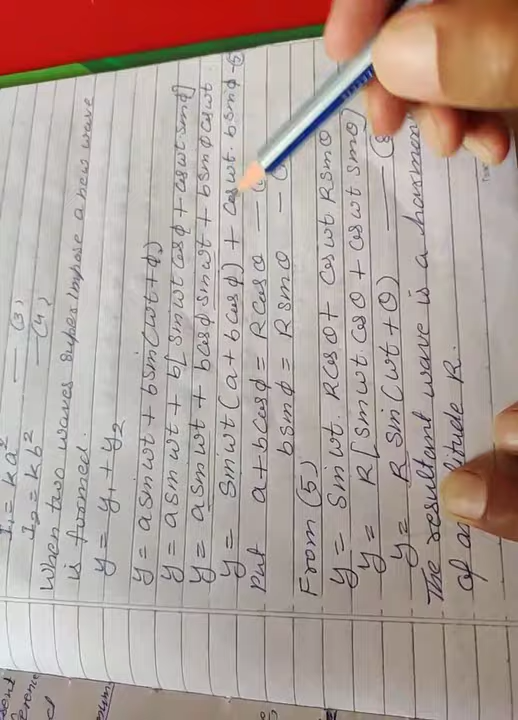 I₁ = ka² — (3)
I₂ = kb² — (4)
When two waves superimpose a new wave
is formed.
y = y₁ + y₂
y = a sin ωt + b sin(ωt + ϕ)
y = a sin ωt + b[sin ωt cos ϕ + cos ωt sin ϕ]
y = a sin ωt + b cos ϕ sin ωt + b sin ϕ cos ωt
y = sin ωt (a + b cos ϕ) + cos ωt . b sin ϕ - 5
Put a + b cos ϕ = R cos θ —
b sin ϕ = R sin θ —
From (5)
y = sin ωt . R cos θ + cos ωt . R sin θ
y = R[sin ωt . cos θ + cos ωt sin θ]
y = R sin(ωt + θ) — (8
The resultant wave is a
of R.